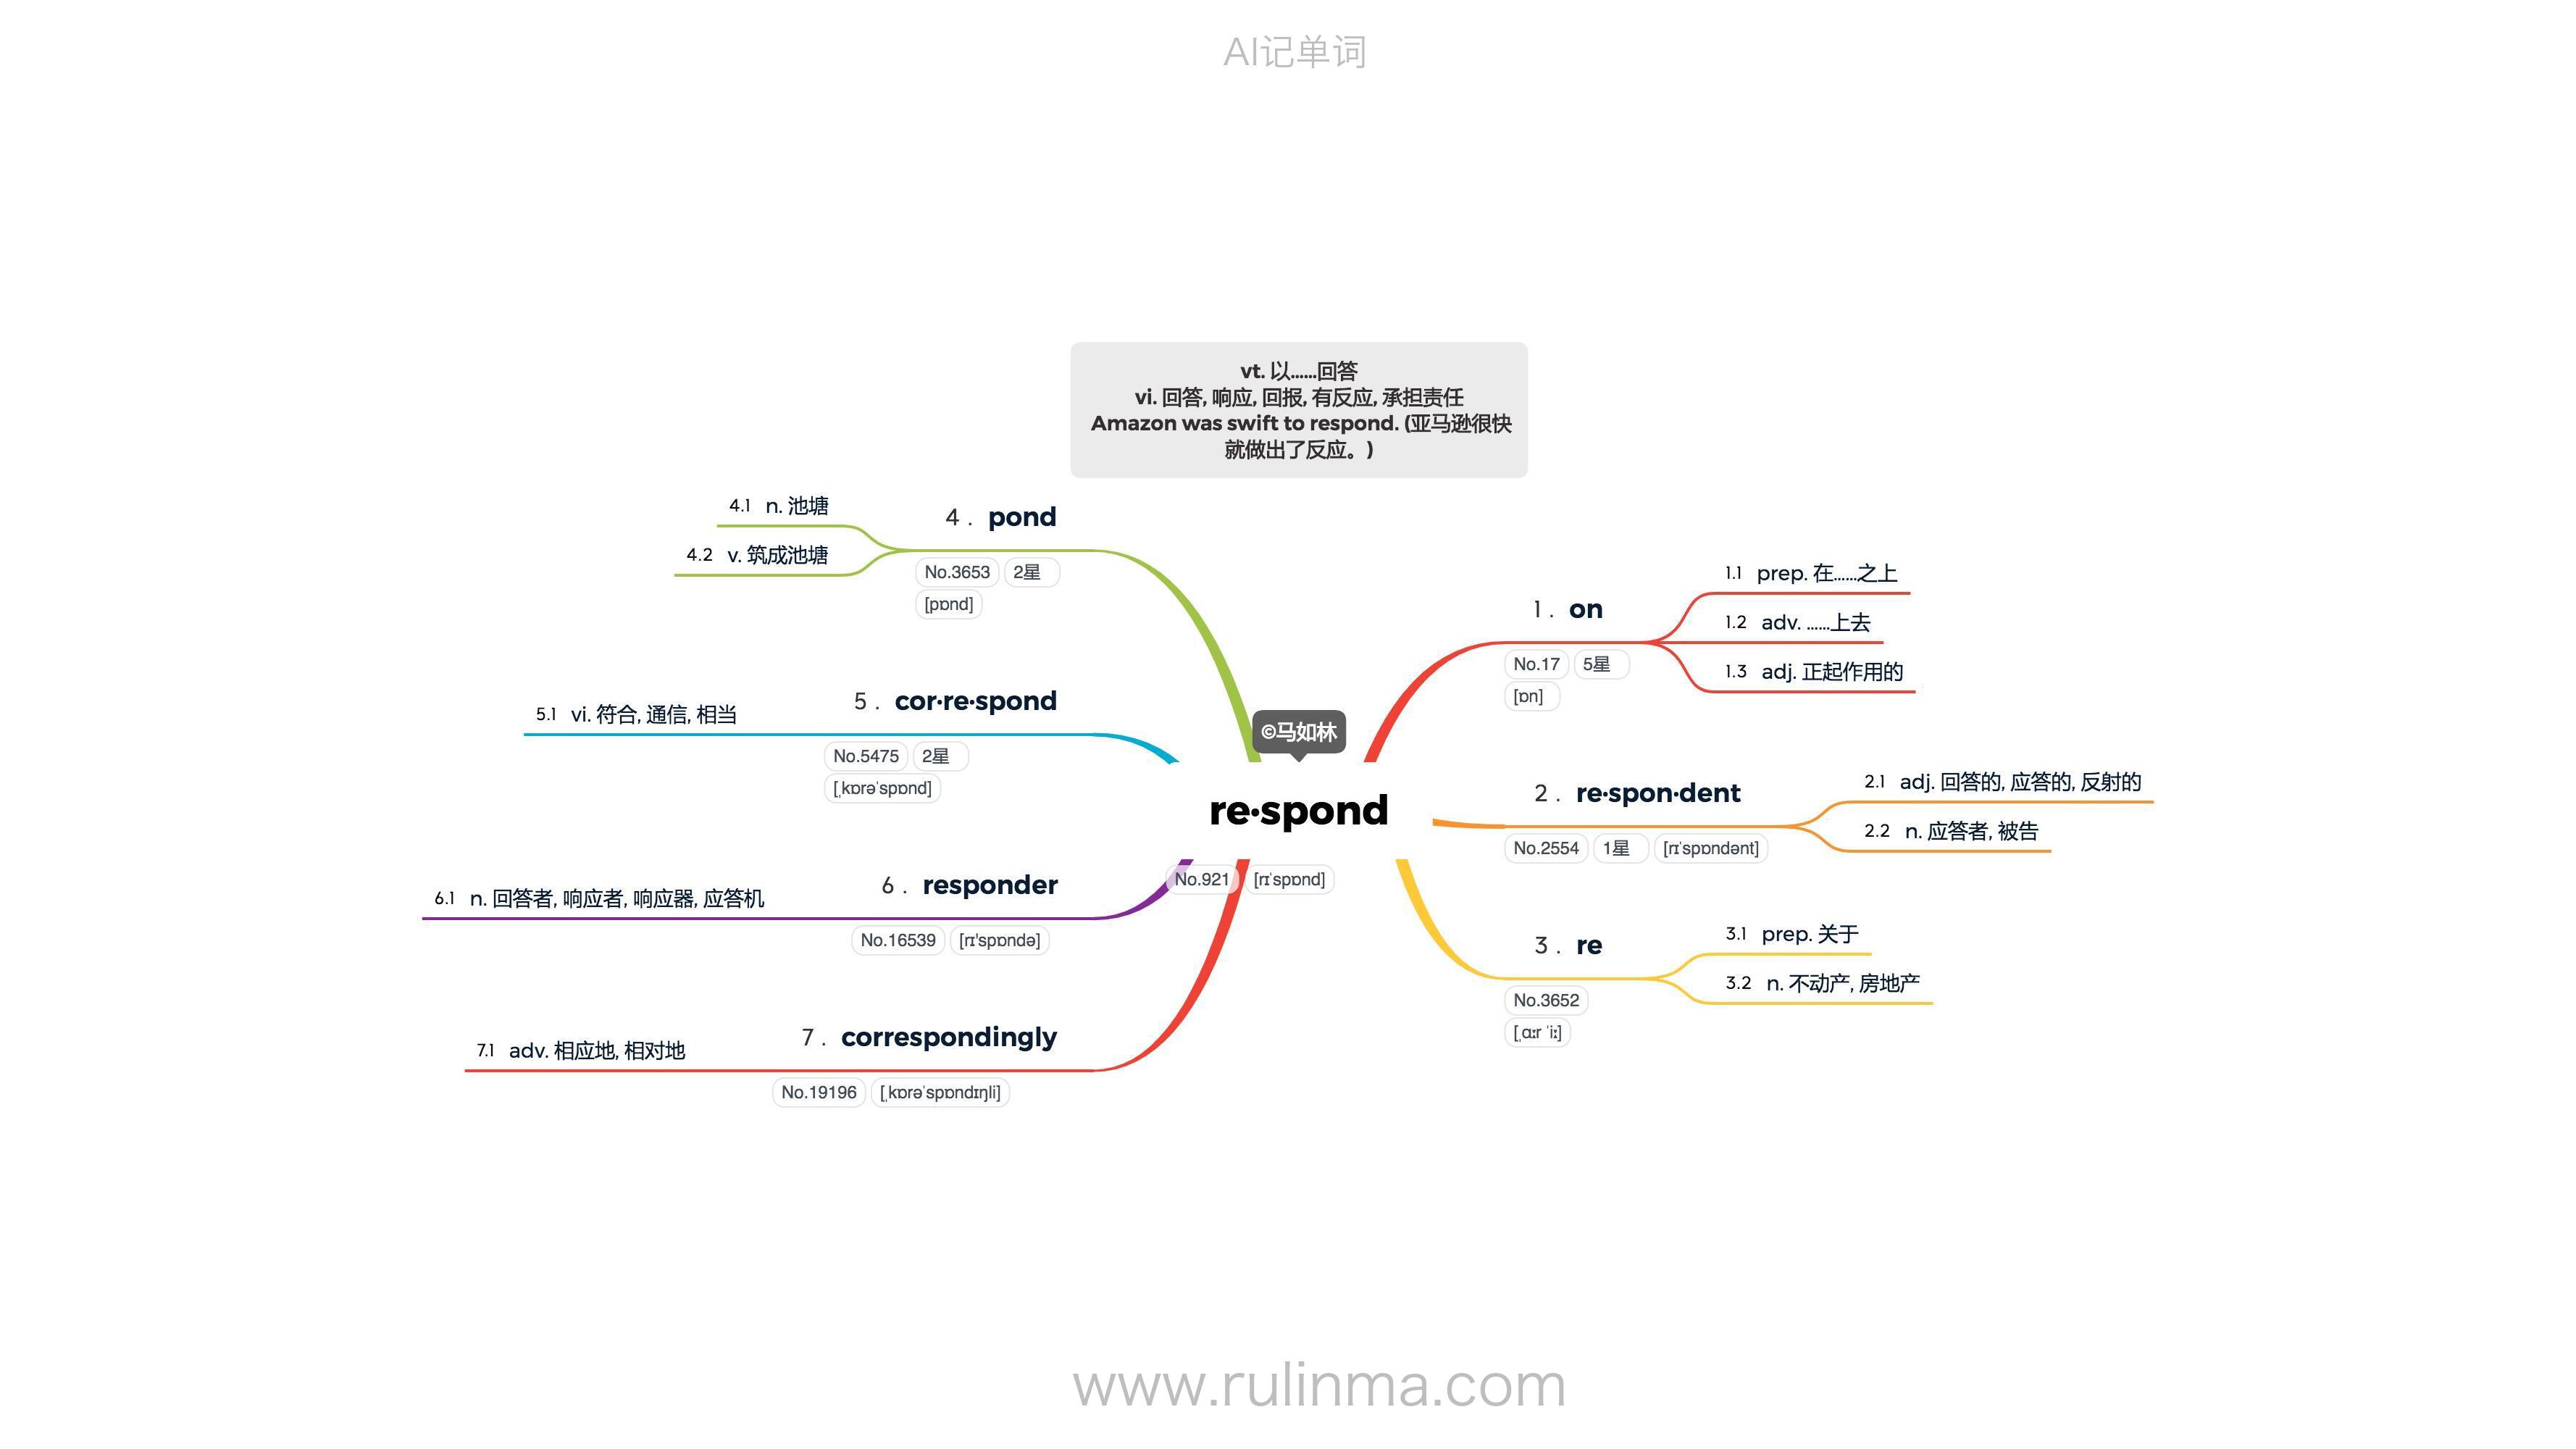 AI记单词
vt. 以……回答
vi. 回答, 响应, 回报, 有反应, 承担责任
Amazon was swift to respond. (亚马逊很快
就做出了反应。)
©马如林
re·spond
No.921 [rɪˈspɒnd]
1 . on
No.17 5星
[ɒn]
1.1 prep. 在……之上
1.2 adv. ……上去
1.3 adj. 正起作用的
2 . re·spon·dent
No.2554 1星 [rɪˈspɒndənt]
2.1 adj. 回答的, 应答的, 反射的
2.2 n. 应答者, 被告
3 . re
No.3652
[ˌɑːr ˈiː]
3.1 prep. 关于
3.2 n. 不动产, 房地产
4 . pond
No.3653 2星
[pɒnd]
4.1 n. 池塘
4.2 v. 筑成池塘
5 . cor·re·spond
No.5475 2星
[ˌkɒrəˈspɒnd]
5.1 vi. 符合, 通信, 相当
6 . responder
No.16539 [rɪ'spɒndə]
6.1 n. 回答者, 响应者, 响应器, 应答机
7 . correspondingly
No.19196 [ˌkɒrəˈspɒndɪŋli]
7.1 adv. 相应地, 相对地
www.rulinma.com